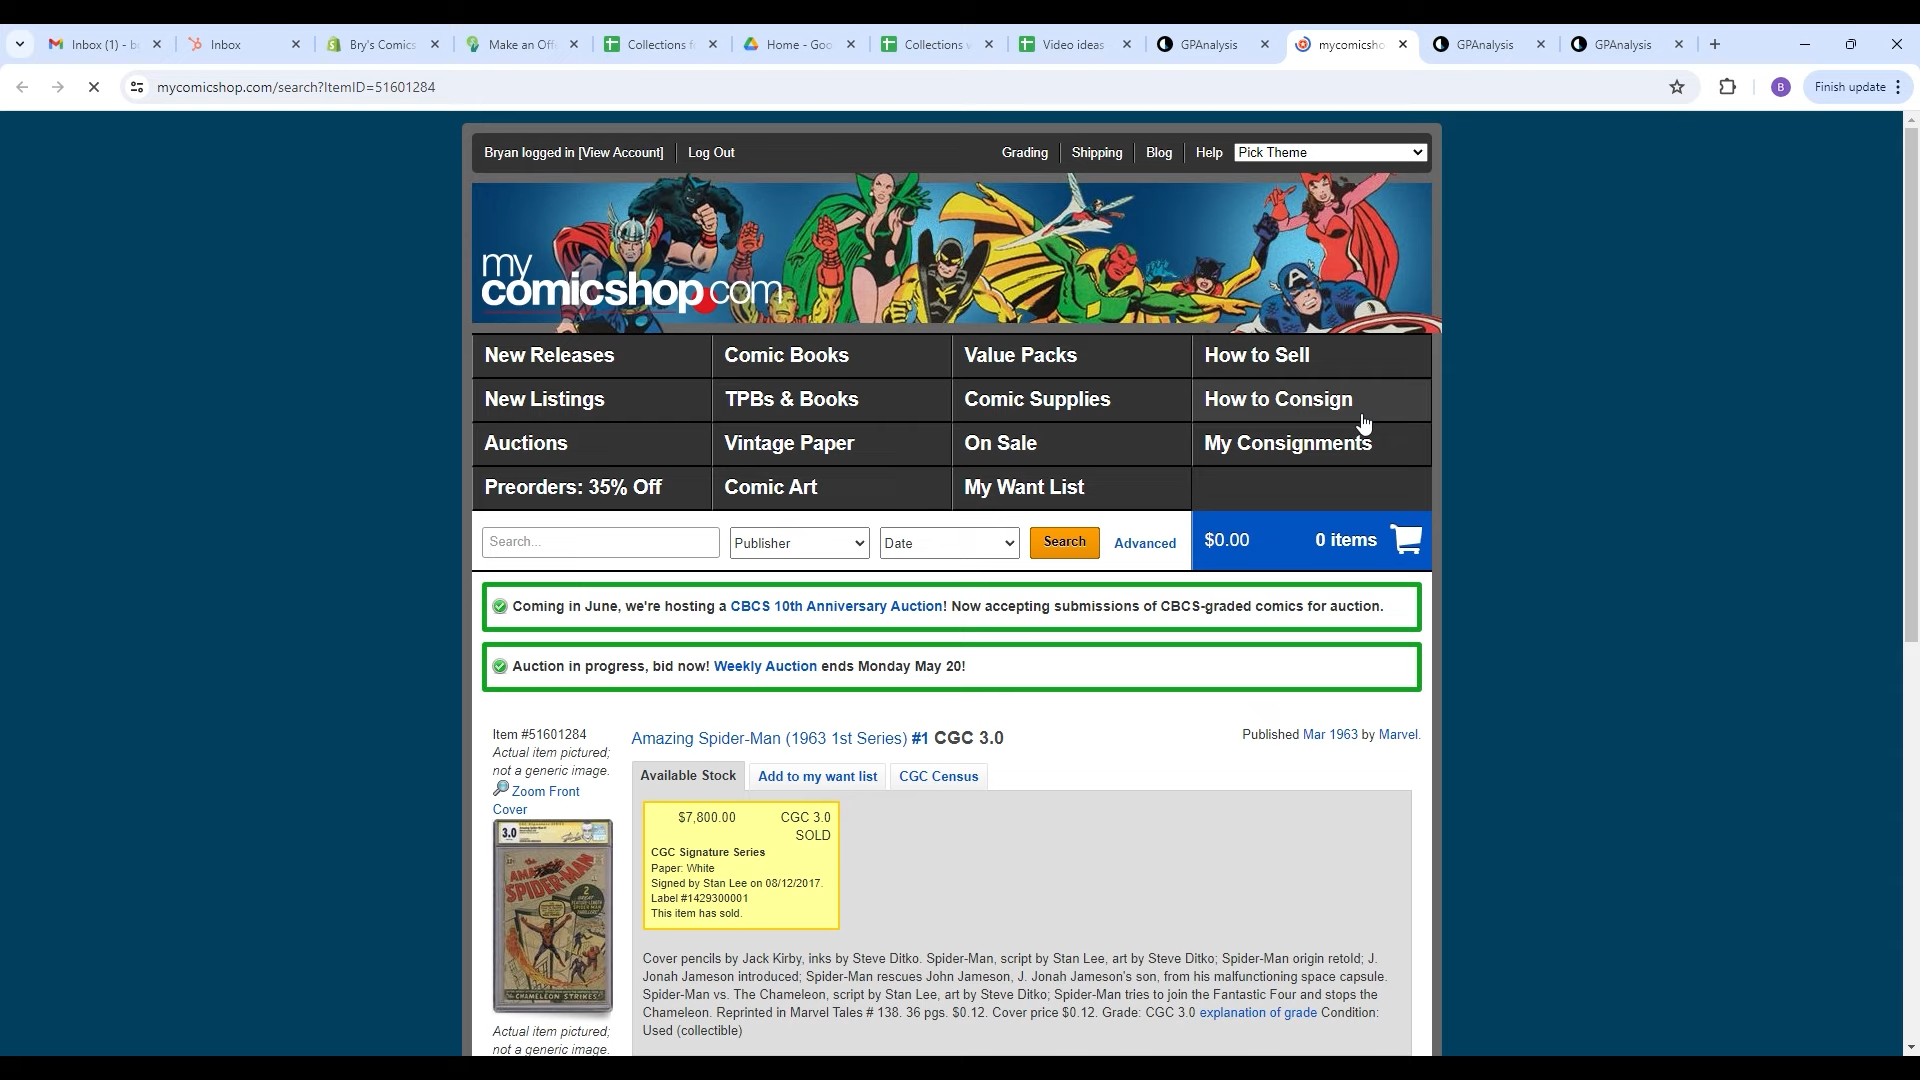 Inbox (1) - b
Inbox
Bry's Comics
Make an Off
Collections f
Home - Goo
Collections w
Video ideas
GPAnalysis
mycomicsho
GPAnalysis
GPAnalysis
mycomicshop.com/search?ItemID=51601284
B
Finish update
Bryan logged in [View Account]
Log Out
Grading
Shipping
Blog
Help
Pick Theme
my
comicshop.com
New Releases
Comic Books
Value Packs
How to Sell
New Listings
TPBs & Books
Comic Supplies
How to Consign
Auctions
Vintage Paper
On Sale
My Consignments
Preorders: 35% Off
Comic Art
My Want List
Search...
Publisher
Date
Search
Advanced
$0.00
0 items
Coming in June, we're hosting a CBCS 10th Anniversary Auction! Now accepting submissions of CBCS-graded comics for auction.
Auction in progress, bid now! Weekly Auction ends Monday May 20!
Item #51601284
Actual item pictured;
not a generic image.
Zoom Front
Cover
3.0
THE AMAZING
SPIDER-MAN
CHAMELEON STRIKES!
Actual item pictured;
not a generic image.
Amazing Spider-Man (1963 1st Series) #1 CGC 3.0
Published Mar 1963 by Marvel.
Available Stock
Add to my want list
CGC Census
$7,800.00
CGC 3.0
SOLD
CGC Signature Series
Paper: White
Signed by Stan Lee on 08/12/2017.
Label #1429300001
This item has sold.
Cover pencils by Jack Kirby, inks by Steve Ditko. Spider-Man, script by Stan Lee, art by Steve Ditko; Spider-Man origin retold; J.
Jonah Jameson introduced; Spider-Man rescues John Jameson, J. Jonah Jameson's son, from his malfunctioning space capsule.
Spider-Man vs. The Chameleon, script by Stan Lee, art by Steve Ditko; Spider-Man tries to join the Fantastic Four and stops the
Chameleon. Reprinted in Marvel Tales # 138. 36 pgs. $0.12. Cover price $0.12. Grade: CGC 3.0 explanation of grade Condition:
Used (collectible)